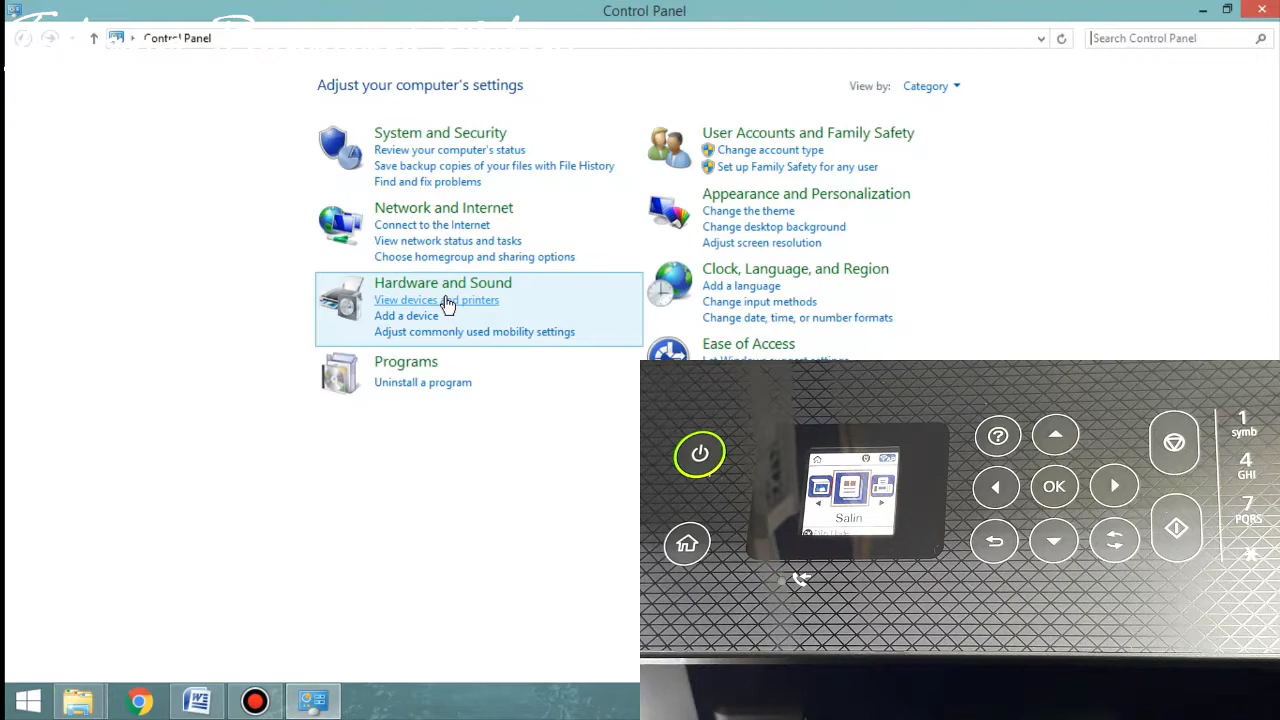 Control Panel
Control Panel
Search Control Panel
Adjust your computer's settings
View by: Category
System and Security
Review your computer's status
Save backup copies of your files with File History
Find and fix problems
Network and Internet
Connect to the Internet
View network status and tasks
Choose homegroup and sharing options
Hardware and Sound
View devices and printers
Add a device
Adjust commonly used mobility settings
Programs
Uninstall a program
User Accounts and Family Safety
Change account type
Set up Family Safety for any user
Appearance and Personalization
Change the theme
Change desktop background
Adjust screen resolution
Clock, Language, and Region
Add a language
Change input methods
Change date, time, or number formats
Ease of Access
Let Windows suggest settings
Salin
OK
1
symb
4
GHI
7
PQRS
*